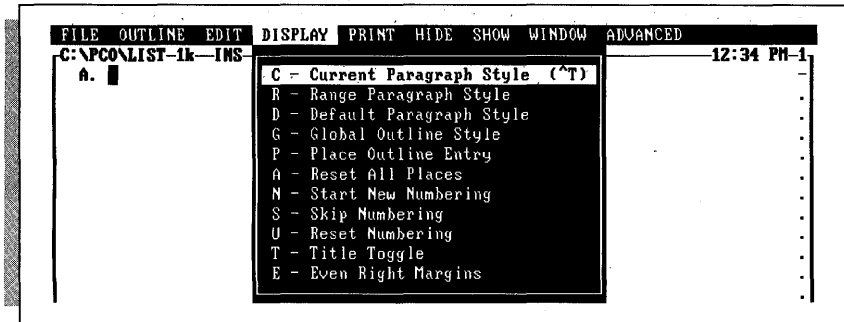 FILE OUTLINE EDIT DISPLAY PRINT HIDE SHOW WINDOW ADVANCED
C:\PCO\LIST-1k—INS 12:34 PM-1
A.
C - Current Paragraph Style (^T)
R - Range Paragraph Style
D - Default Paragraph Style
G - Global Outline Style
P - Place Outline Entry
A - Reset All Places
N - Start New Numbering
S - Skip Numbering
U - Reset Numbering
T - Title Toggle
E - Even Right Margins